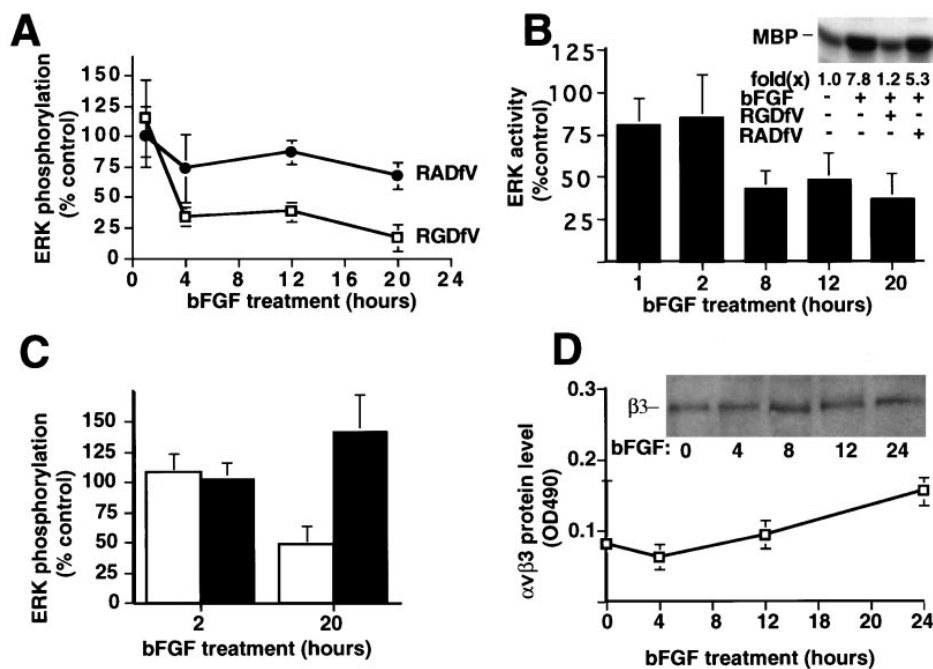 A
ERK phosphorylation
(% control)
150
125
100
75
50
25
0
RADfV
RGDfV
0 4 8 12 16 20 24
bFGF treatment (hours)
B
MBP –
fold(x) 1.0 7.8 1.2 5.3
bFGF - + + +
RGDfV - - + -
RADfV - - - +
ERK activity
(%control)
125
75
50
25
1 2 8 12 20
bFGF treatment (hours)
C
ERK phosphorylation
(% control)
150
125
100
75
50
0
2 20
bFGF treatment (hours)
D
β3–
bFGF: 0 4 8 12 24
αvβ3 protein level
(OD490)
0.3
0.2
0.1
0 4 8 12 16 20 24
bFGF treatment (hours)